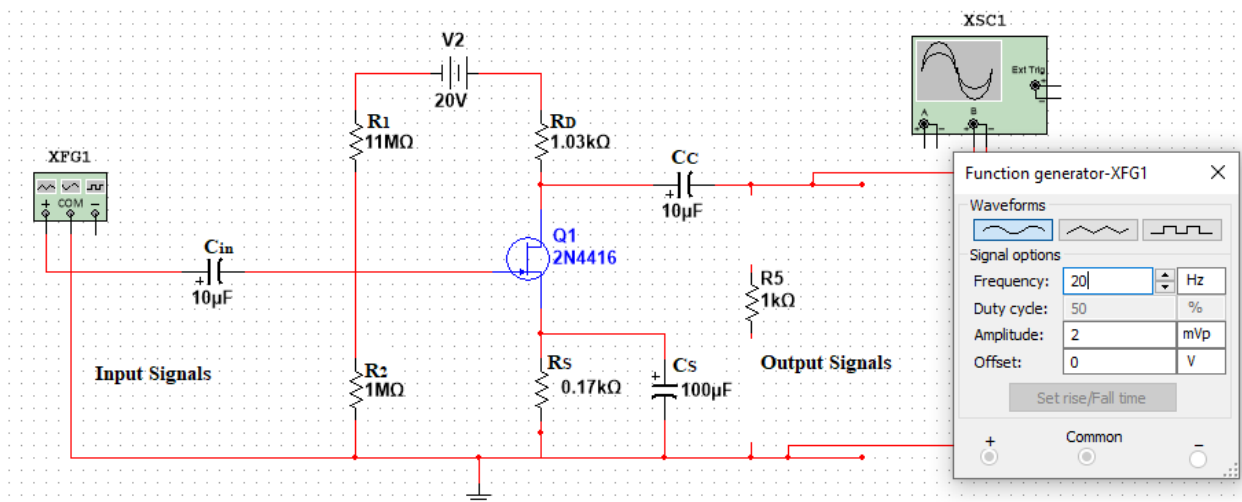 XSC1
Ext Trig
+
−
A
B
+ − + −
V2
20V
R1
11MΩ
RD
1.03kΩ
XFG1
+ COM −
Cc
+
10µF
Cin
+
10µF
Q1
2N4416
R5
1kΩ
Input Signals
R2
1MΩ
RS
0.17kΩ
CS
+
100µF
Output Signals
Function generator-XFG1
Waveforms
Signal options
Frequency: 20 Hz
Duty cycle: 50 %
Amplitude: 2 mVp
Offset: 0 V
Set rise/Fall time
+ Common −